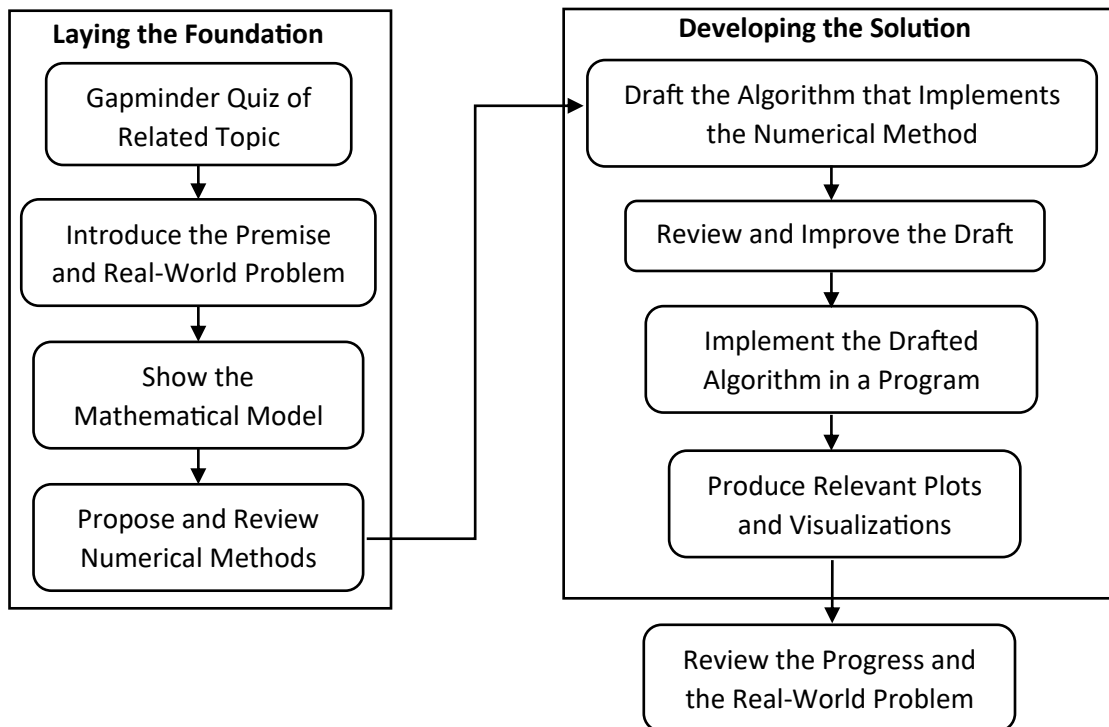 Laying the Foundation
Gapminder Quiz of
Related Topic
Introduce the Premise
and Real-World Problem
Show the
Mathematical Model
Propose and Review
Numerical Methods
Developing the Solution
Draft the Algorithm that Implements
the Numerical Method
Review and Improve the Draft
Implement the Drafted
Algorithm in a Program
Produce Relevant Plots
and Visualizations
Review the Progress and
the Real-World Problem